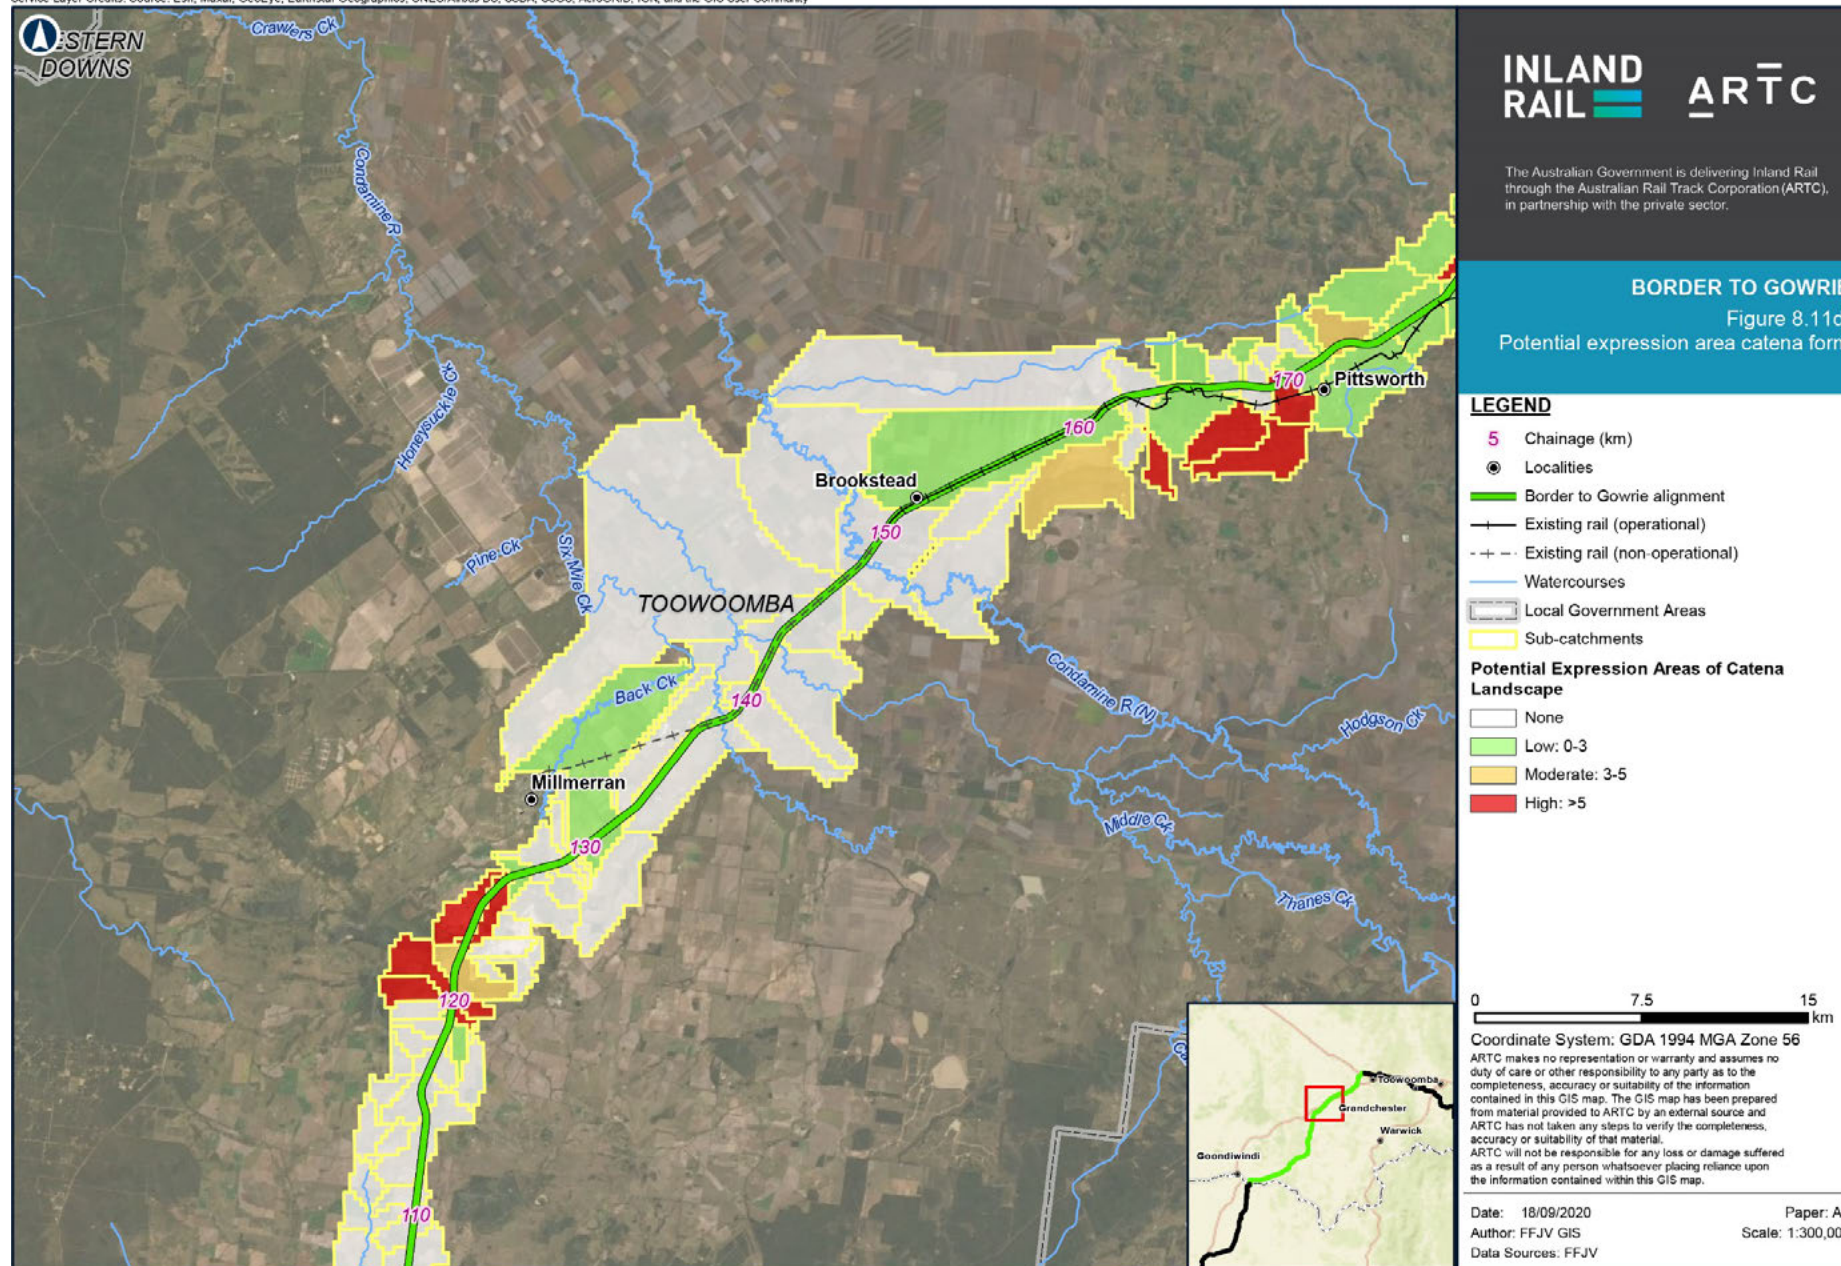 ESTERN
DOWNS
Crawlers Ck
Condamine R
Honeysuckle Ck
Pine Ck
Six Mile Ck
TOOWOOMBA
Back Ck
Millmerran
Brookstead
Pittsworth
Condamine R (N)
Hodgson Ck
Middle Ck
Thanes Ck
170
160
150
140
130
120
110
Toowoomba
Grandchester
Warwick
Goondiwindi
INLAND
RAIL
ARTC
The Australian Government is delivering Inland Rail
through the Australian Rail Track Corporation (ARTC),
in partnership with the private sector.
BORDER TO GOWRIE
Figure 8.11
Potential expression area catena form
LEGEND
5 Chainage (km)
Localities
Border to Gowrie alignment
Existing rail (operational)
Existing rail (non-operational)
Watercourses
Local Government Areas
Sub-catchments
Potential Expression Areas of Catena
Landscape
None
Low: 0-3
Moderate: 3-5
High: >5
0 7.5 15
km
Coordinate System: GDA 1994 MGA Zone 56
ARTC makes no representation or warranty and assumes no
duty of care or other responsibility to any party as to the
completeness, accuracy or suitability of the information
contained in this GIS map. The GIS map has been prepared
from material provided to ARTC by an external source and
ARTC has not taken any steps to verify the completeness,
accuracy or suitability of that material.
ARTC will not be responsible for any loss or damage suffered
as a result of any person whatsoever placing reliance upon
the information contained within this GIS map.
Date: 18/09/2020 Paper: A
Author: FFJV GIS Scale: 1:300,00
Data Sources: FFJV